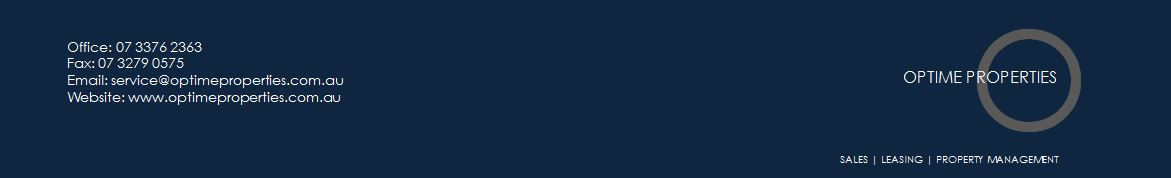 Office: 07 3376 2363
Fax: 07 3279 0575
Email: service@optimeproperties.com.au
Website: www.optimeproperties.com.au
OPTIME PROPERTIES
SALES | LEASING | PROPERTY MANAGEMENT